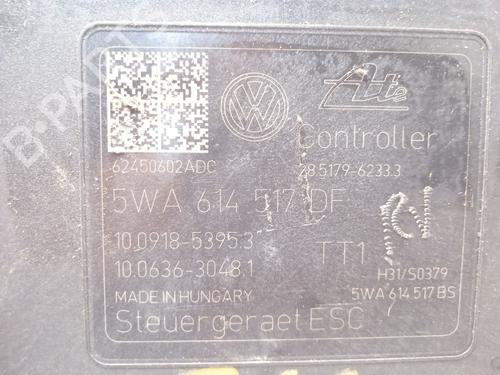 B-PARTS
VW
Ate
Controller
62450602ADC
28.5179-6233.3
5WA 614 517 DF
10.0918-5395.3
10.0636-3048.1
TT1
H31/S0379
MADE IN HUNGARY
5WA 614 517 BS
Steuergeraet ESC